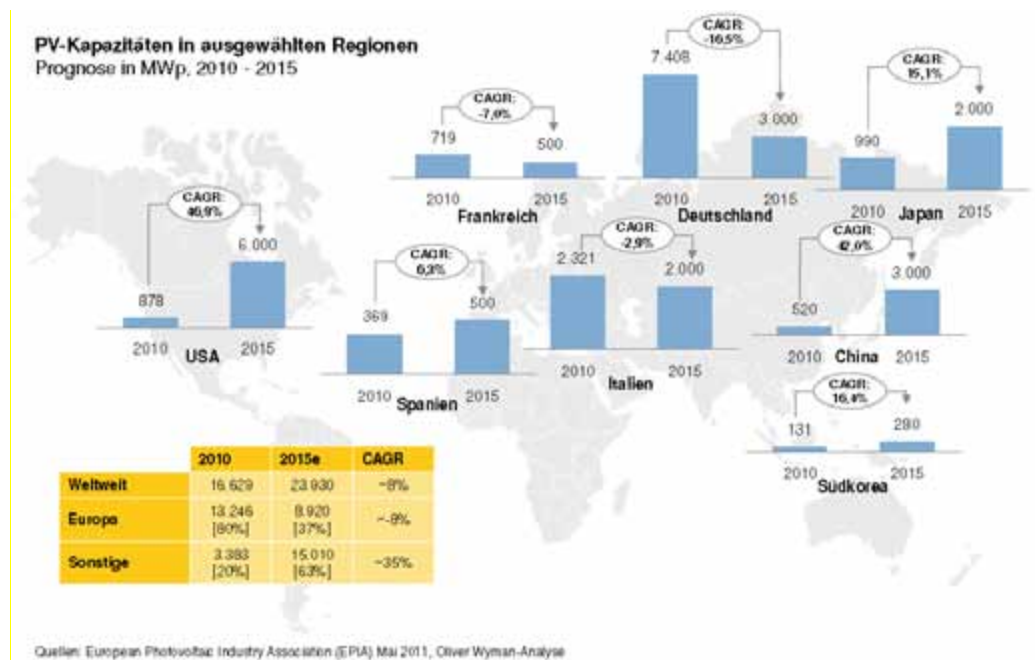 PV-Kapazitäten in ausgewählten Regionen
Prognose in MWp, 2010 - 2015
CAGR:
-7,0%
719
500
2010
2015
Frankreich
CAGR:
-16,5%
7.408
3.000
2010
2015
Deutschland
CAGR:
15,1%
990
2.000
2010
2015
Japan
CAGR:
46,9%
878
6.000
2010
2015
USA
CAGR:
6,3%
369
500
2010
2015
Spanien
CAGR:
-2,9%
2.321
2.000
2010
2015
Italien
CAGR:
42,0%
520
3.000
2010
2015
China
CAGR:
16,4%
131
280
2010
2015
Südkorea
2010 2015e CAGR
Weltweit 16.629 23.930 ~8%
Europa 13.246 [80%] 8.920 [37%] ~-8%
Sonstige 3.383 [20%] 15.010 [63%] ~35%
Quellen: European Photovoltaic Industry Association (EPIA) Mai 2011, Oliver Wyman-Analyse